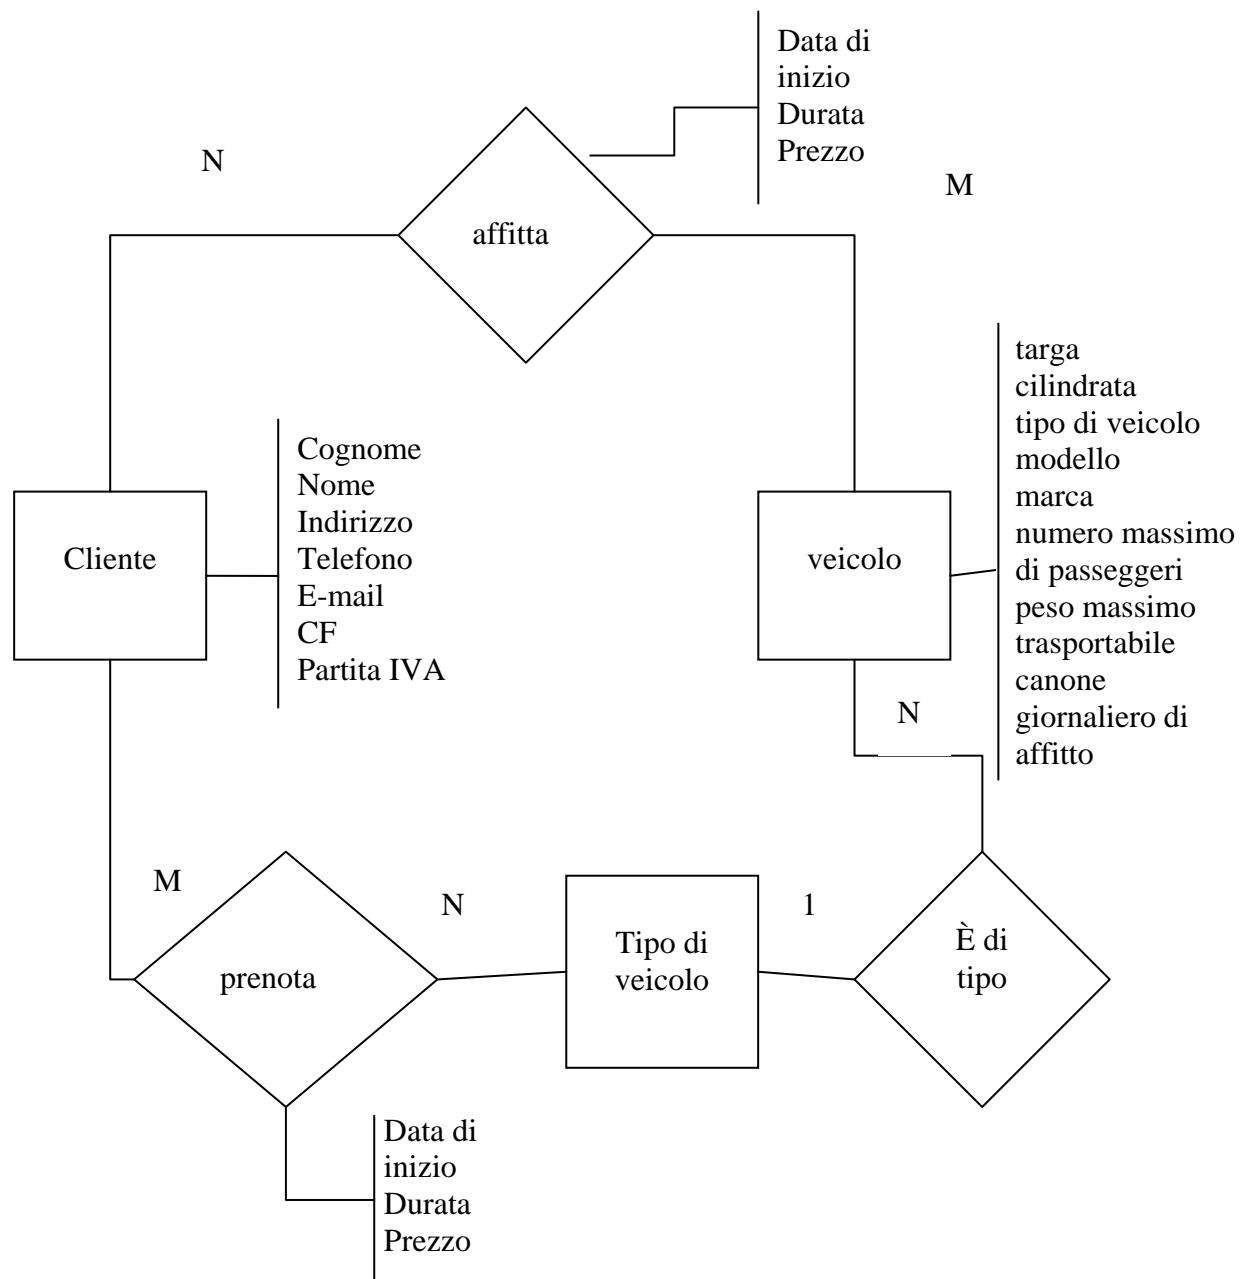 Data di
inizio
Durata
Prezzo
N
M
affitta
targa
cilindrata
tipo di veicolo
modello
marca
numero massimo
di passeggeri
peso massimo
trasportabile
canone
giornaliero di
affitto
Cognome
Nome
Indirizzo
Telefono
E-mail
CF
Partita IVA
Cliente
veicolo
N
M
N
1
prenota
Tipo di
veicolo
È di
tipo
Data di
inizio
Durata
Prezzo